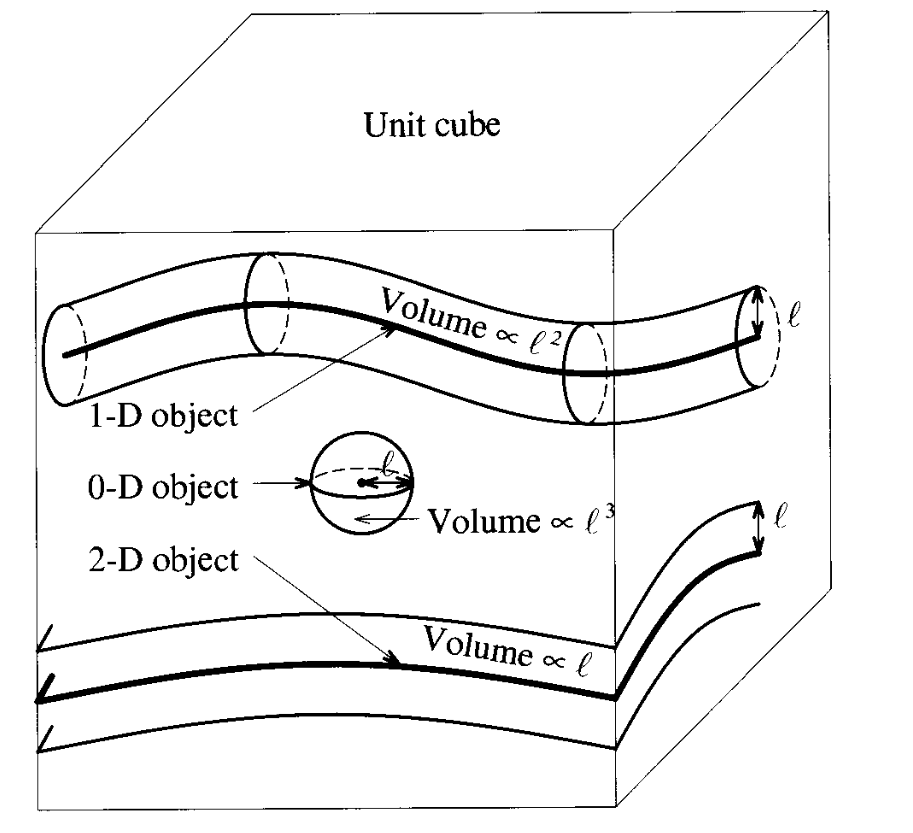 Unit cube
Volume ∝ ℓ²
ℓ
1-D object
ℓ
0-D object
Volume ∝ ℓ³
ℓ
2-D object
Volume ∝ ℓ